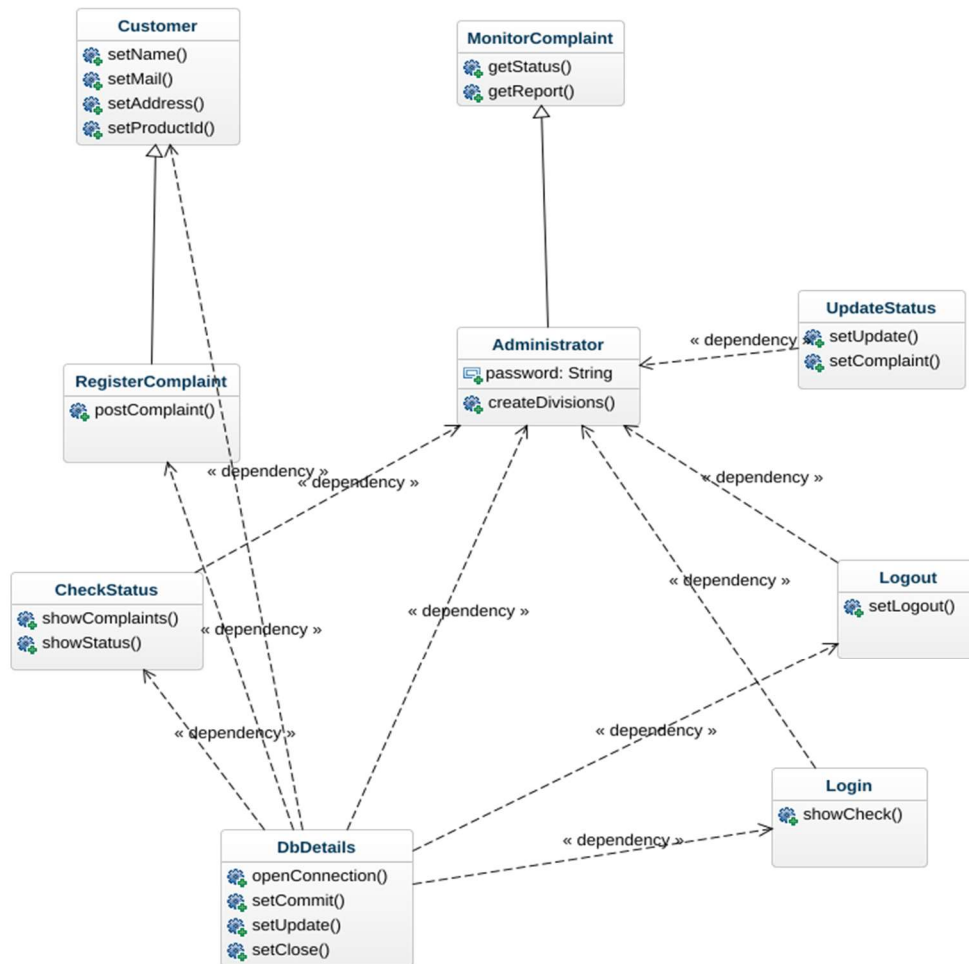 Customer
setName()
setMail()
setAddress()
setProductId()
MonitorComplaint
getStatus()
getReport()
UpdateStatus
setUpdate()
setComplaint()
« dependency »
Administrator
password: String
createDivisions()
RegisterComplaint
postComplaint()
« dependency »
« dependency »
« dependency »
CheckStatus
showComplaints()
showStatus()
« dependency »
Logout
setLogout()
« dependency »
« dependency »
« dependency »
« dependency »
Login
showCheck()
« dependency »
DbDetails
openConnection()
setCommit()
setUpdate()
setClose()